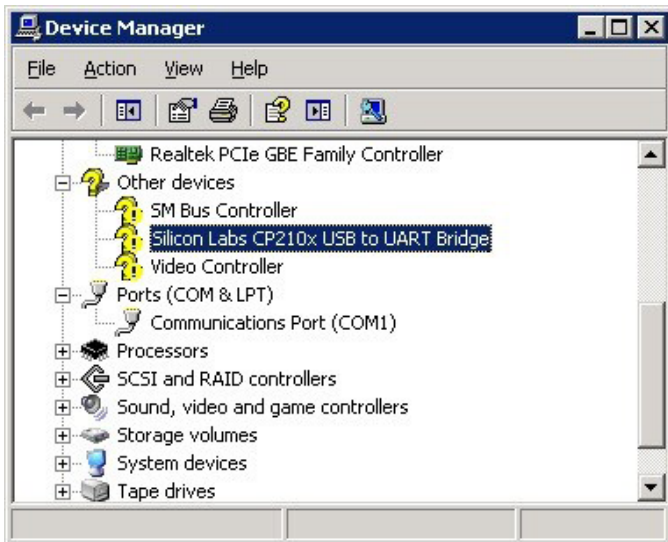 Device Manager
File Action View Help
Realtek PCIe GBE Family Controller
Other devices
SM Bus Controller
Silicon Labs CP210x USB to UART Bridge
Video Controller
Ports (COM & LPT)
Communications Port (COM1)
Processors
SCSI and RAID controllers
Sound, video and game controllers
Storage volumes
System devices
Tape drives